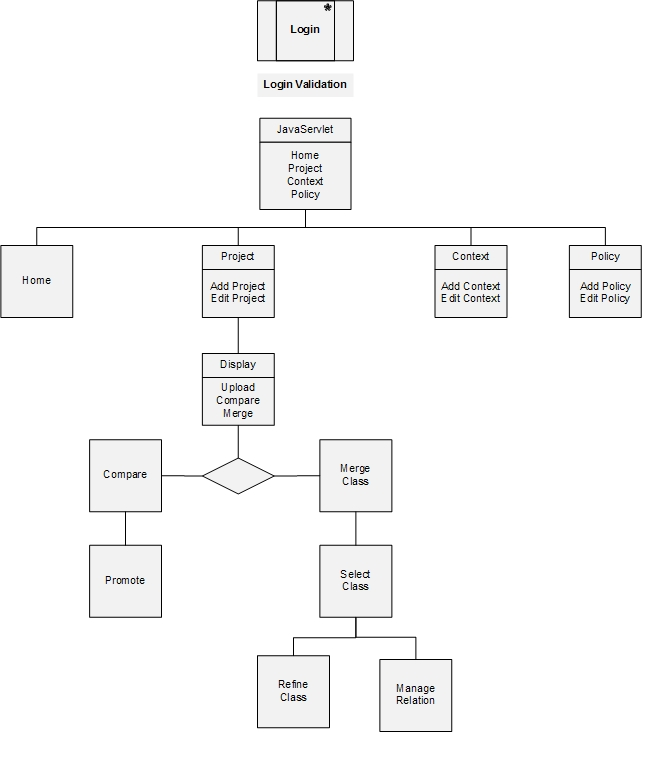 *
Login
Login Validation
JavaServlet
Home
Project
Context
Policy
Home
Project
Add Project
Edit Project
Context
Add Context
Edit Context
Policy
Add Policy
Edit Policy
Display
Upload
Compare
Merge
Compare
Merge
Class
Promote
Select
Class
Refine
Class
Manage
Relation